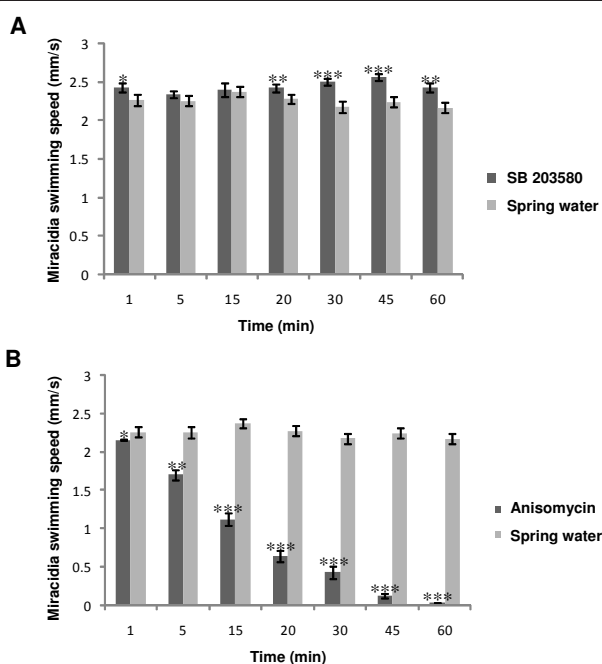 A
Miracidia swimming speed (mm/s)
3
2.5
2
1.5
1
0.5
0
* ** *** *** **
1 5 15 20 30 45 60
Time (min)
SB 203580
Spring water
B
Miracidia swimming speed (mm/s)
3
2.5
2
1.5
1
0.5
0
* ** *** *** *** *** ***
1 5 15 20 30 45 60
Time (min)
Anisomycin
Spring water